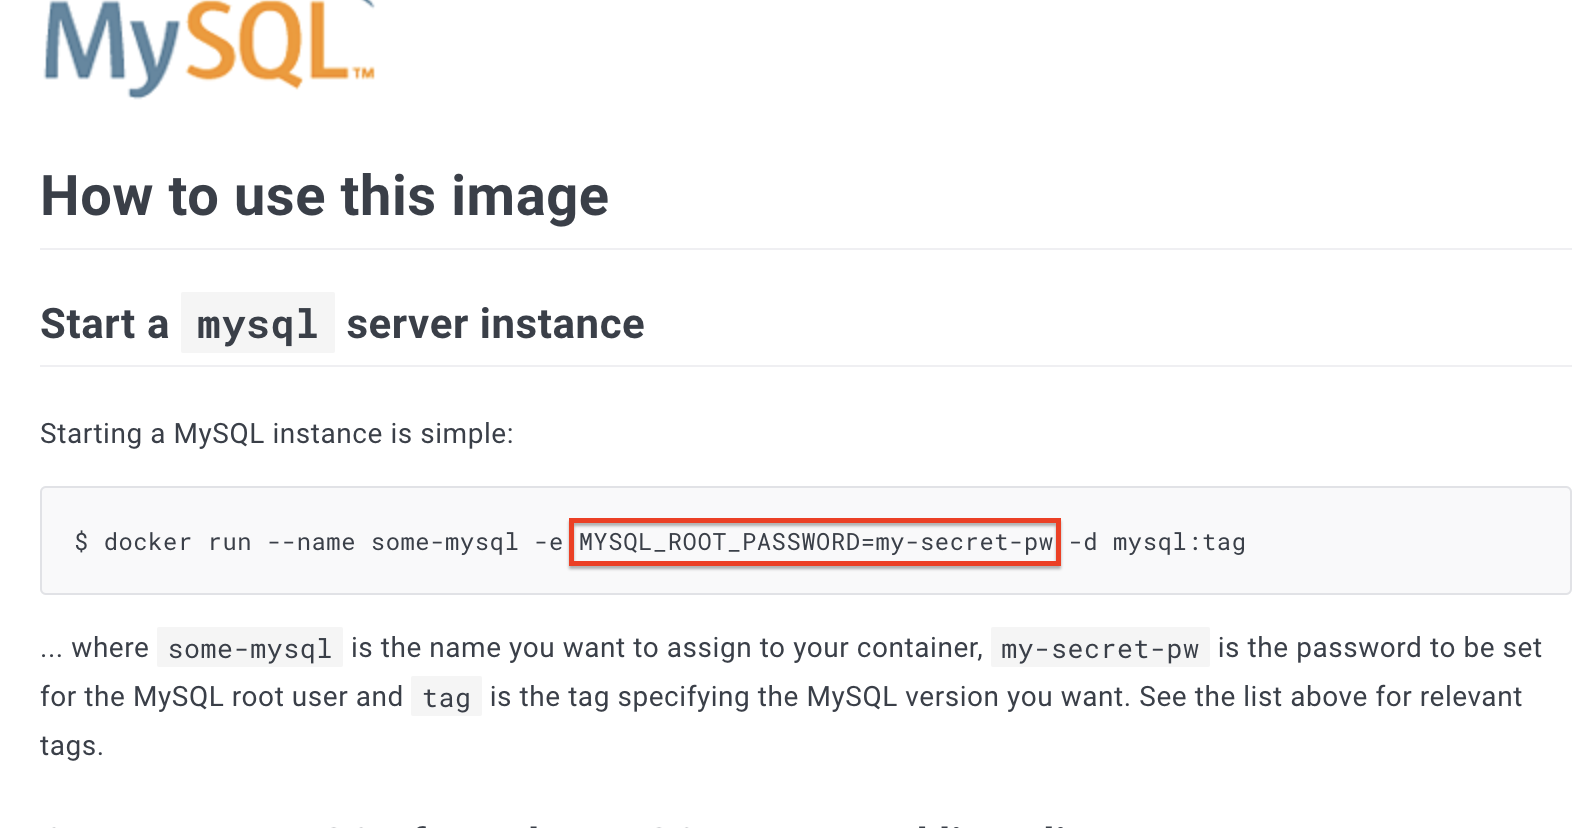 MySQL™
How to use this image
Start a mysql server instance
Starting a MySQL instance is simple:
$ docker run --name some-mysql -e MYSQL_ROOT_PASSWORD=my-secret-pw -d mysql:tag
... where some-mysql is the name you want to assign to your container, my-secret-pw is the password to be set
for the MySQL root user and tag is the tag specifying the MySQL version you want. See the list above for relevant
tags.